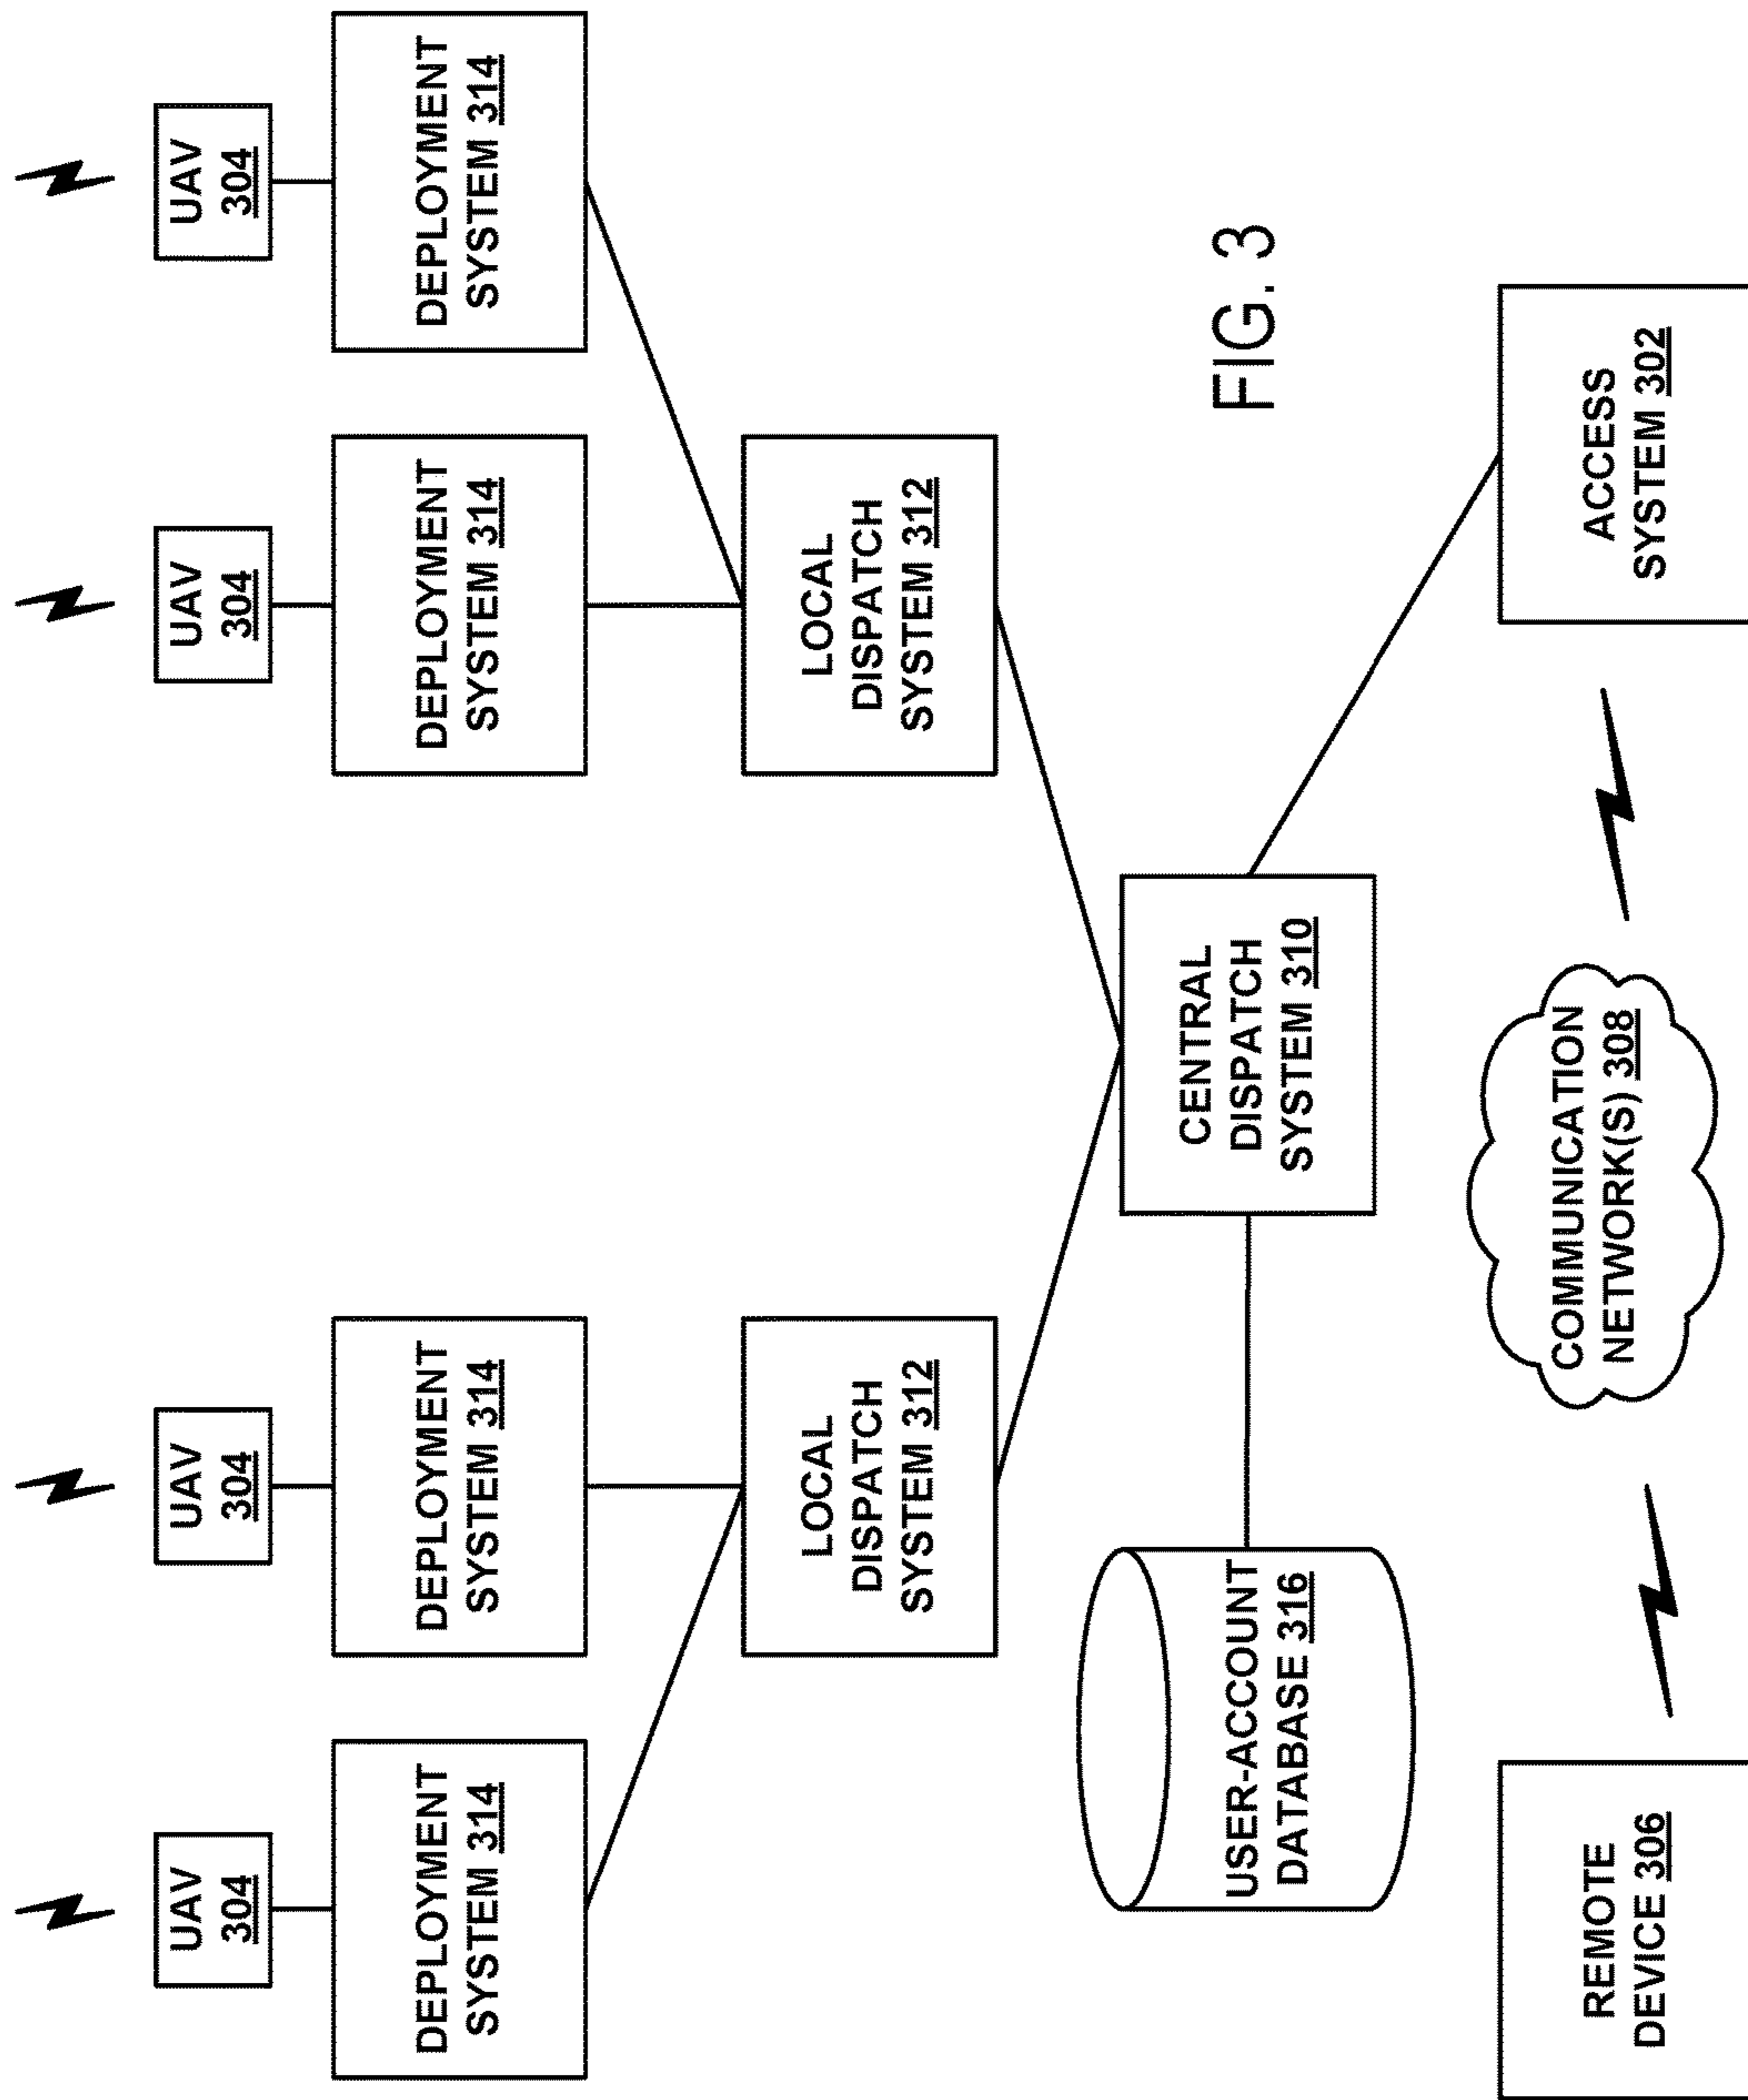 UAV
304
UAV
304
UAV
304
UAV
304
DEPLOYMENT
SYSTEM 314
DEPLOYMENT
SYSTEM 314
DEPLOYMENT
SYSTEM 314
DEPLOYMENT
SYSTEM 314
LOCAL
DISPATCH
SYSTEM 312
LOCAL
DISPATCH
SYSTEM 312
USER-ACCOUNT
DATABASE 316
CENTRAL
DISPATCH
SYSTEM 310
FIG. 3
REMOTE
DEVICE 306
COMMUNICATION
NETWORK(S) 308
ACCESS
SYSTEM 302